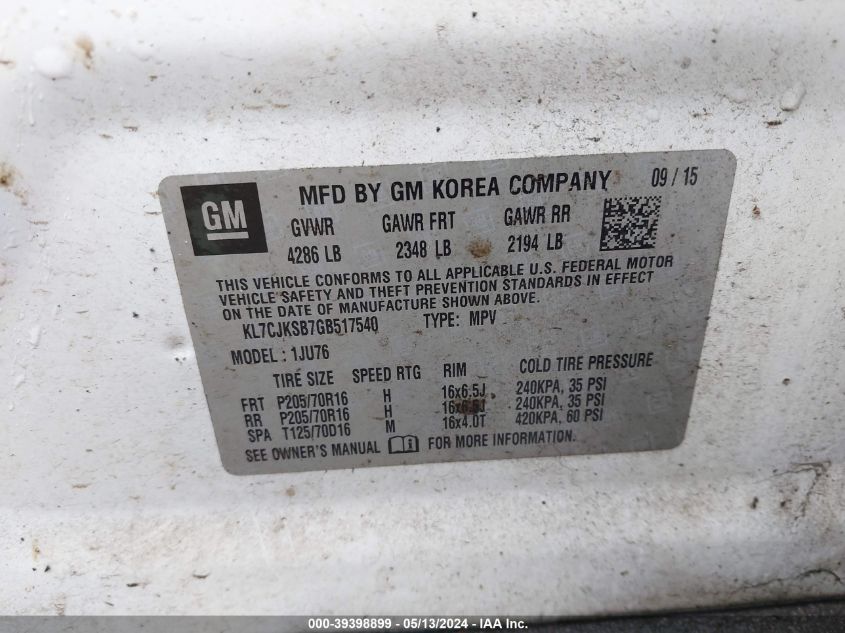 GM
MFD BY GM KOREA COMPANY 09 / 15
GVWR GAWR FRT GAWR RR
4286 LB 2348 LB 2194 LB
THIS VEHICLE CONFORMS TO ALL APPLICABLE U.S. FEDERAL MOTOR
VEHICLE SAFETY AND THEFT PREVENTION STANDARDS IN EFFECT
ON THE DATE OF MANUFACTURE SHOWN ABOVE.
KL7CJKSB7GB517540 TYPE: MPV
MODEL : 1JU76
TIRE SIZE SPEED RTG RIM COLD TIRE PRESSURE
FRT P205/70R16 H 16x6.5J 240KPA, 35 PSI
RR P205/70R16 H 16x6.5J 240KPA, 35 PSI
SPA T125/70D16 M 16x4.0T 420KPA, 60 PSI
SEE OWNER'S MANUAL FOR MORE INFORMATION.
000-39398899 - 05/13/2024 - IAA Inc.